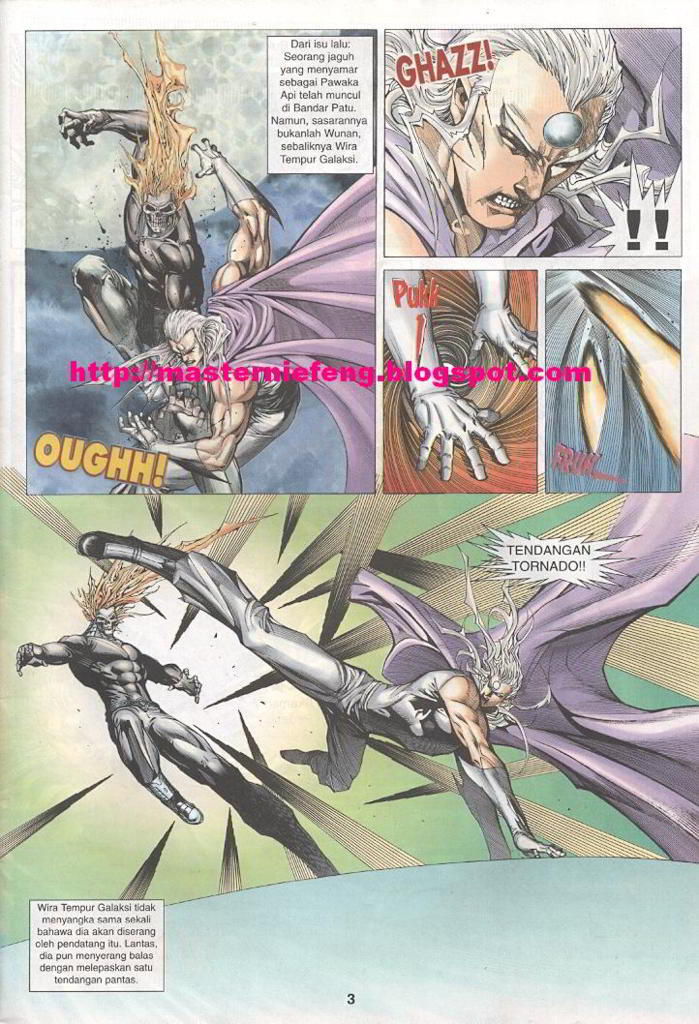 Dari isu lalu:
Seorang jaguh
yang menyamar
sebagai Pawaka
Api telah muncul
di Bandar Patu.
Namun, sasarannya
bukanlah Wunan,
sebaliknya Wira
Tempur Galaksi.
GHAZZ!
!!
OUGHH!
Pukk
!
FRUH...
http://masterniefeng.blogspot.com
TENDANGAN
TORNADO!!
Wira Tempur Galaksi tidak
menyangka sama sekali
bahawa dia akan diserang
oleh pendatang itu. Lantas,
dia pun menyerang balas
dengan melepaskan satu
tendangan pantas.
3